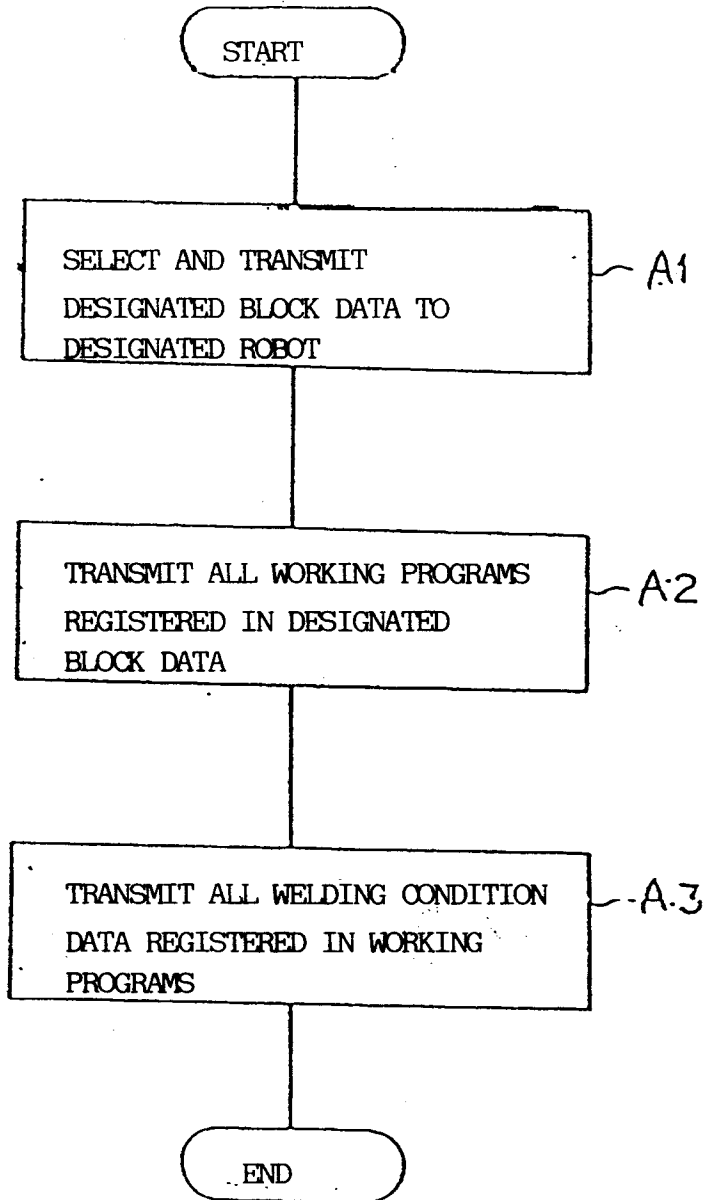 START
SELECT AND TRANSMIT
DESIGNATED BLOCK DATA TO
DESIGNATED ROBOT
A1
TRANSMIT ALL WORKING PROGRAMS
REGISTERED IN DESIGNATED
BLOCK DATA
A2
TRANSMIT ALL WELDING CONDITION
DATA REGISTERED IN WORKING
PROGRAMS
A3
END